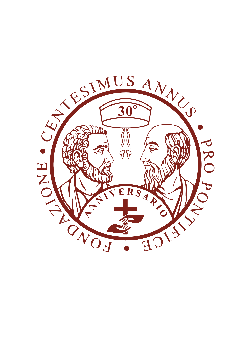 FONDAZIONE • CENTESIMUS ANNUS • PRO PONTIFICE •
30°
ANNIVERSARIO